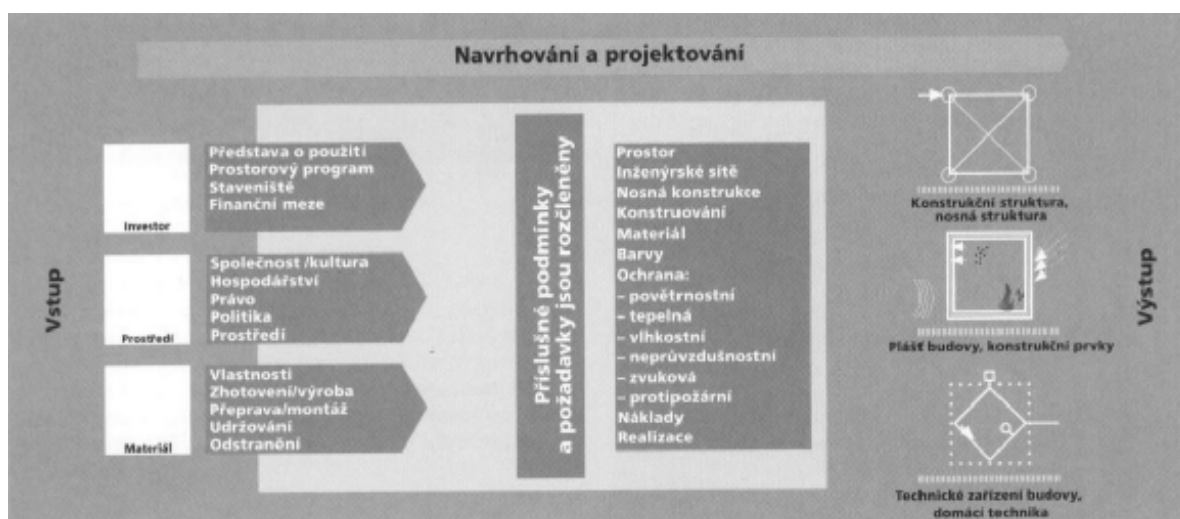 Navrhování a projektování
Vstup
Investor
Představa o použití
Prostorový program
Staveniště
Finanční meze
Prostředí
Společnost /kultura
Hospodářství
Právo
Politika
Prostředí
Materiál
Vlastnosti
Zhotovení/výroba
Přeprava/montáž
Udržování
Odstranění
Příslušné podmínky
a požadavky jsou rozčleněny
Prostor
Inženýrské sítě
Nosná konstrukce
Konstruování
Materiál
Barvy
Ochrana:
– povětrnostní
– tepelná
– vlhkostní
– neprůvzdušnostní
– zvuková
– protipožární
Náklady
Realizace
Konstrukční struktura,
nosná struktura
Plášť budovy, konstrukční prvky
Technické zařízení budovy,
domácí technika
Výstup